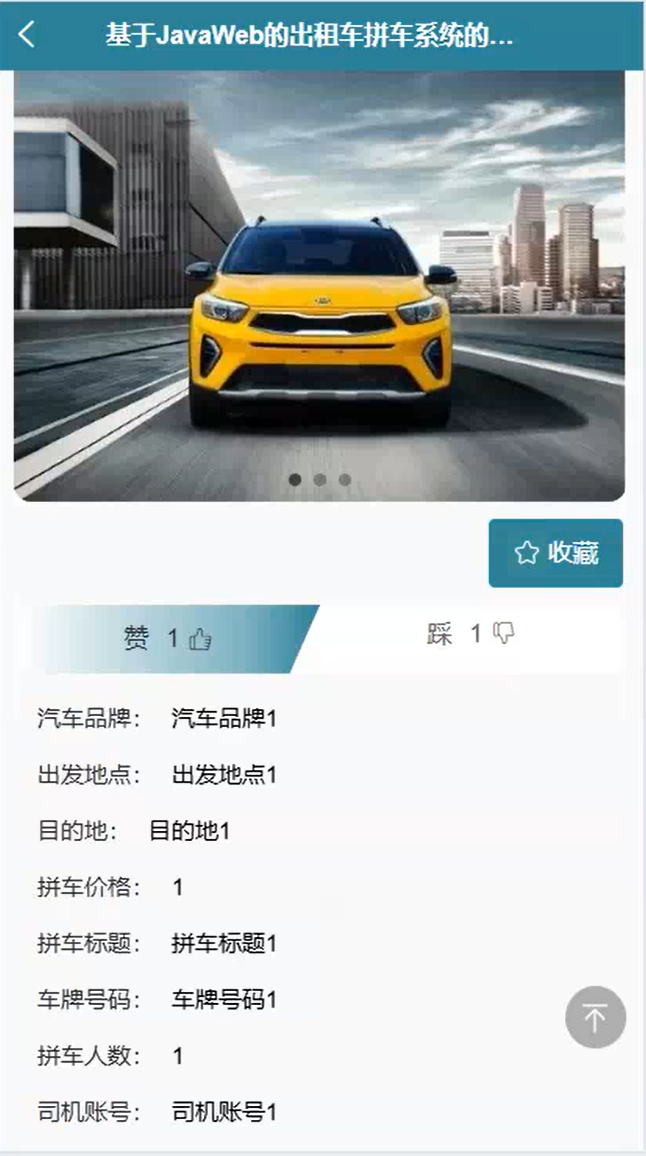 基于JavaWeb的出租车拼车系统的...
收藏
赞 1
踩 1
汽车品牌： 汽车品牌1
出发地点： 出发地点1
目的地： 目的地1
拼车价格： 1
拼车标题： 拼车标题1
车牌号码： 车牌号码1
拼车人数： 1
司机账号： 司机账号1